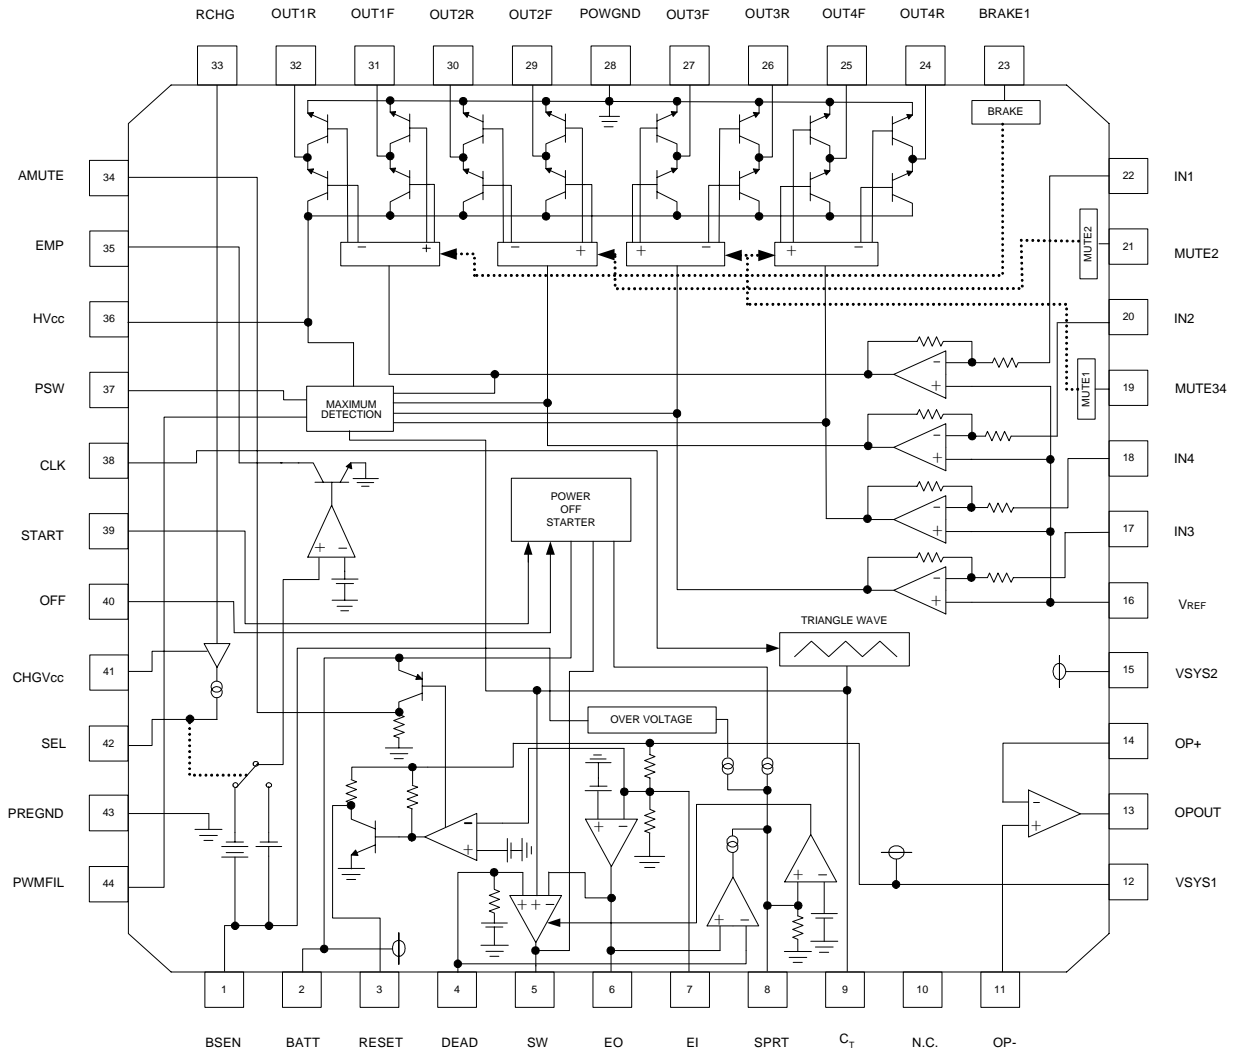 RCHG OUT1R OUT1F OUT2R OUT2F POWGND OUT3F OUT3R OUT4F OUT4R BRAKE1
33 32 31 30 29 28 27 26 25 24 23
BRAKE
AMUTE 34
22 IN1
EMP 35
- + - + + - + -
MUTE2
21 MUTE2
HVcc 36
20 IN2
PSW 37
MAXIMUM
DETECTION
- +
MUTE1
19 MUTE34
CLK 38
- +
18 IN4
POWER
OFF
STARTER
START 39
- +
17 IN3
+ -
OFF 40
- +
16 VREF
TRIANGLE WAVE
CHGVcc 41
15 VSYS2
SEL 42
OVER VOLTAGE
14 OP+
PREGND 43
- +
13 OPOUT
- +
+ -
+ -
PWMFIL 44
12 VSYS1
+ + -
+ -
1 2 3 4 5 6 7 8 9 10 11
BSEN BATT RESET DEAD SW EO EI SPRT CT N.C. OP-